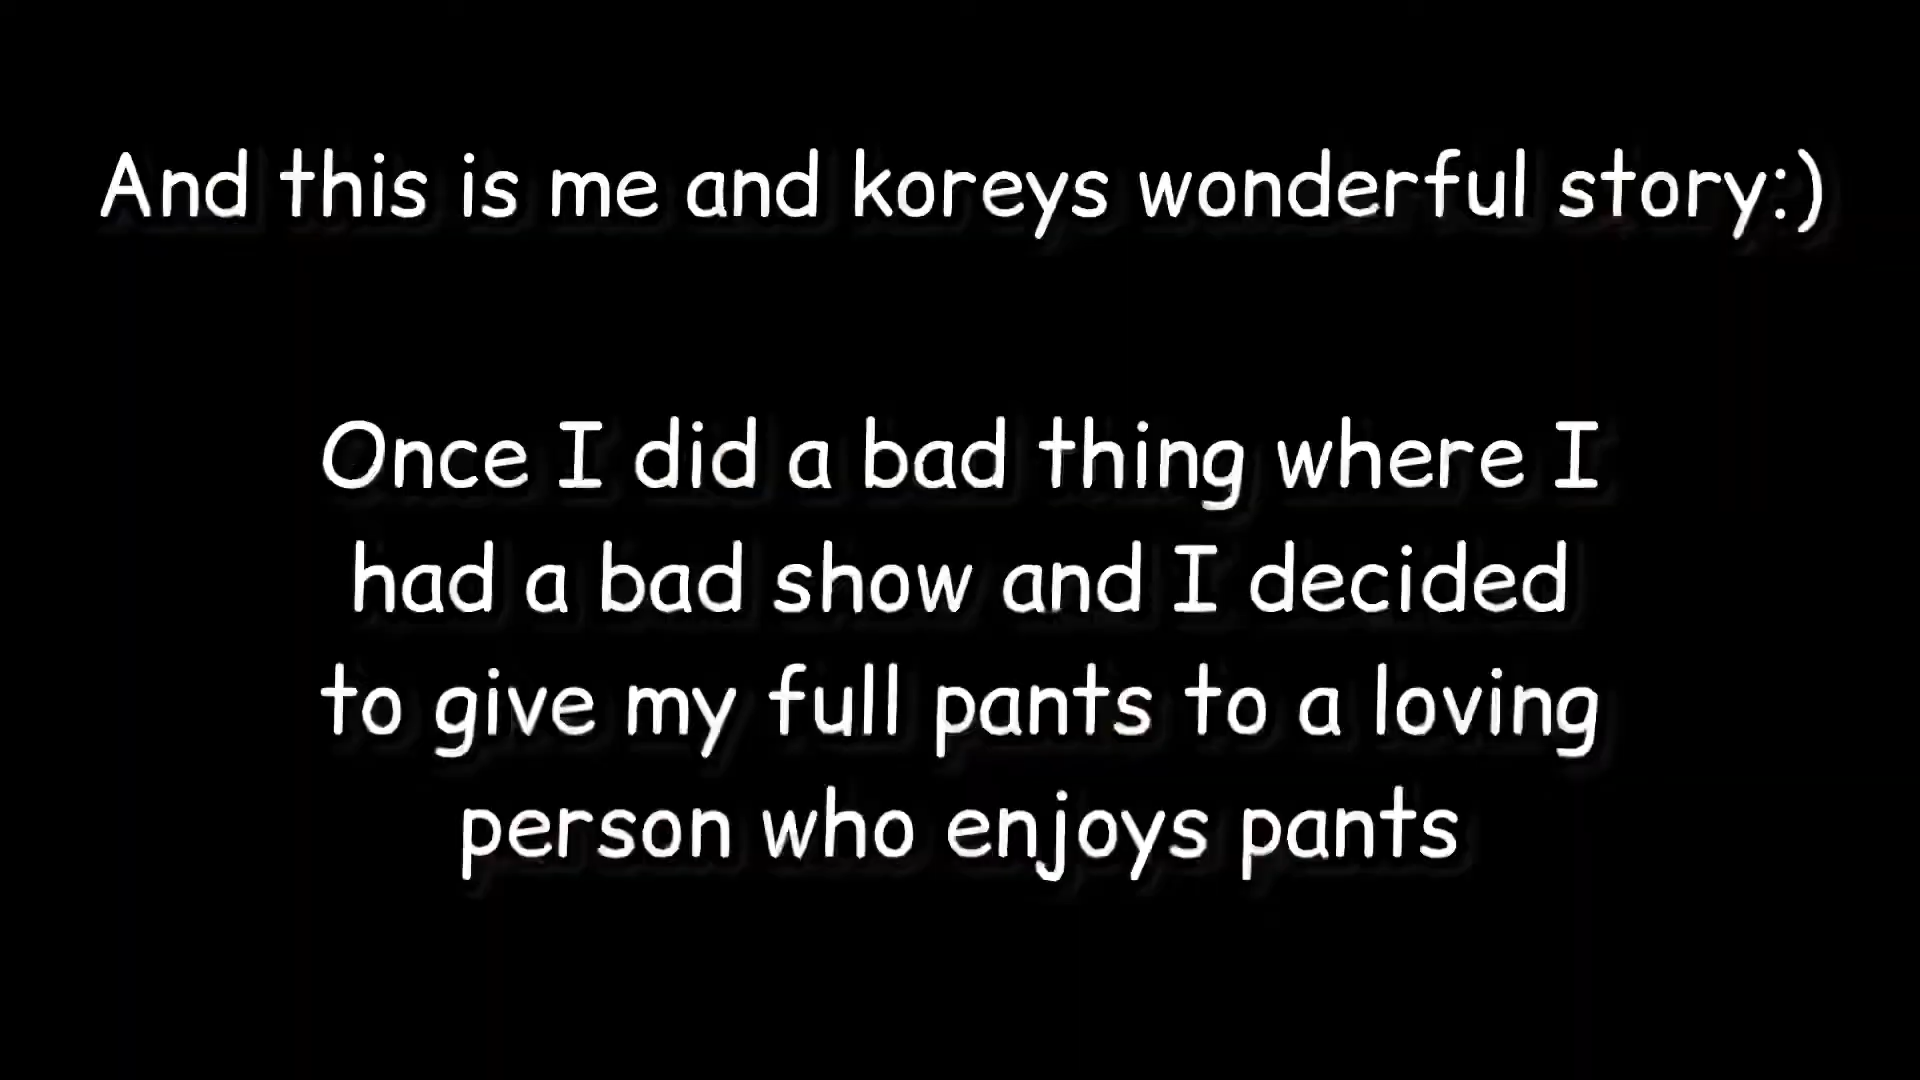 And this is me and koreys wonderful story:)
Once I did a bad thing where I
had a bad show and I decided
to give my full pants to a loving
person who enjoys pants